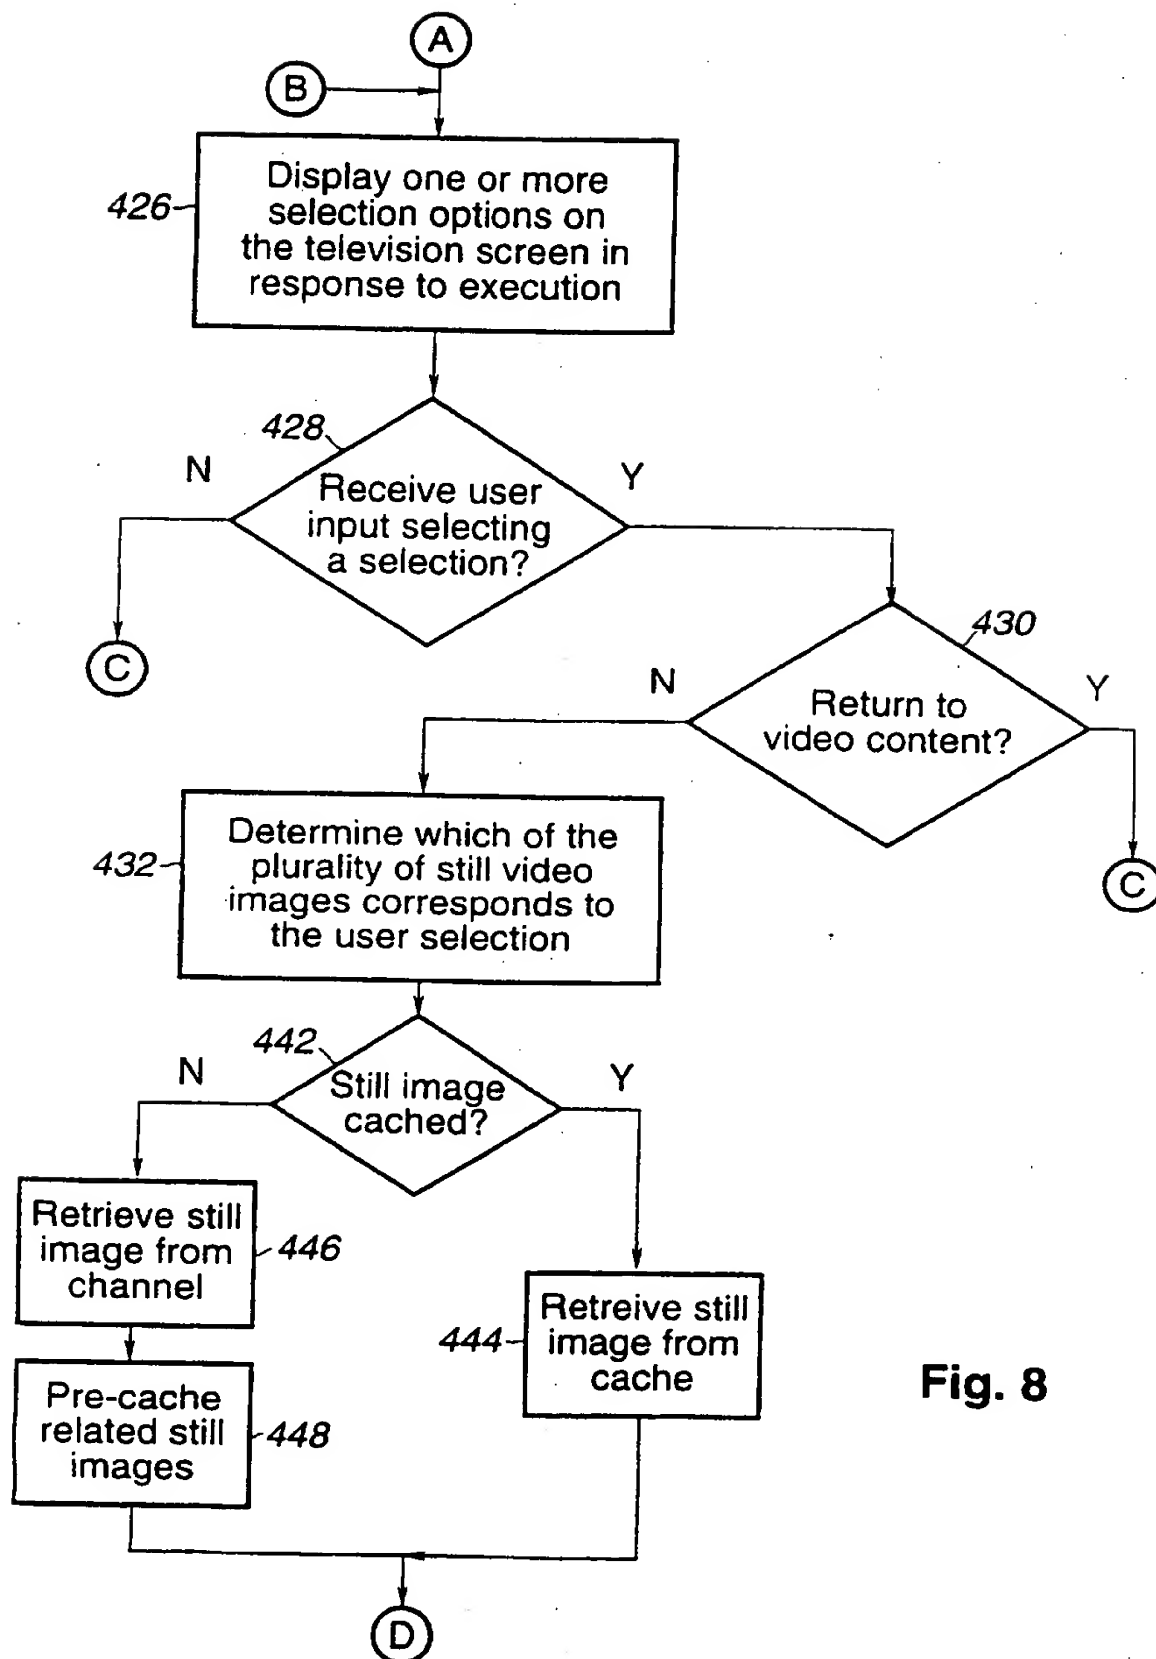 A
B
Display one or more
selection options on
the television screen in
response to execution
426
428
N
Y
Receive user
input selecting
a selection?
C
430
N
Y
Return to
video content?
C
Determine which of the
plurality of still video
images corresponds to
the user selection
432
442
N
Y
Still image
cached?
Retrieve still
image from
channel
446
Retreive still
image from
cache
444
Pre-cache
related still
images
448
Fig. 8
D